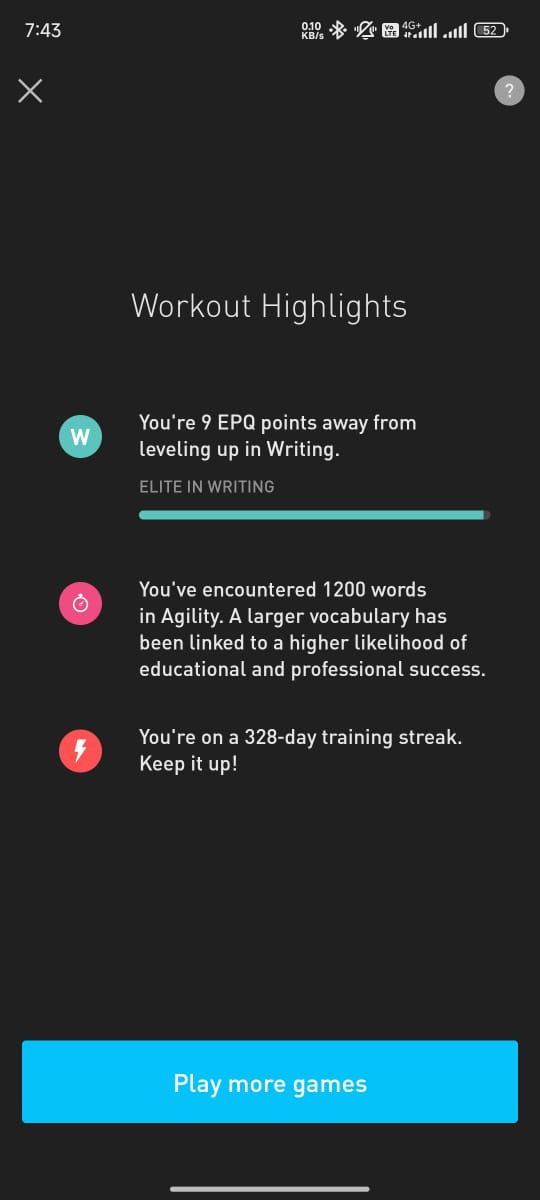 7:43
0.10
KB/s
Vo
LTE
4G+
52
?
Workout Highlights
W
You're 9 EPQ points away from
leveling up in Writing.
ELITE IN WRITING
You've encountered 1200 words
in Agility. A larger vocabulary has
been linked to a higher likelihood of
educational and professional success.
You're on a 328-day training streak.
Keep it up!
Play more games